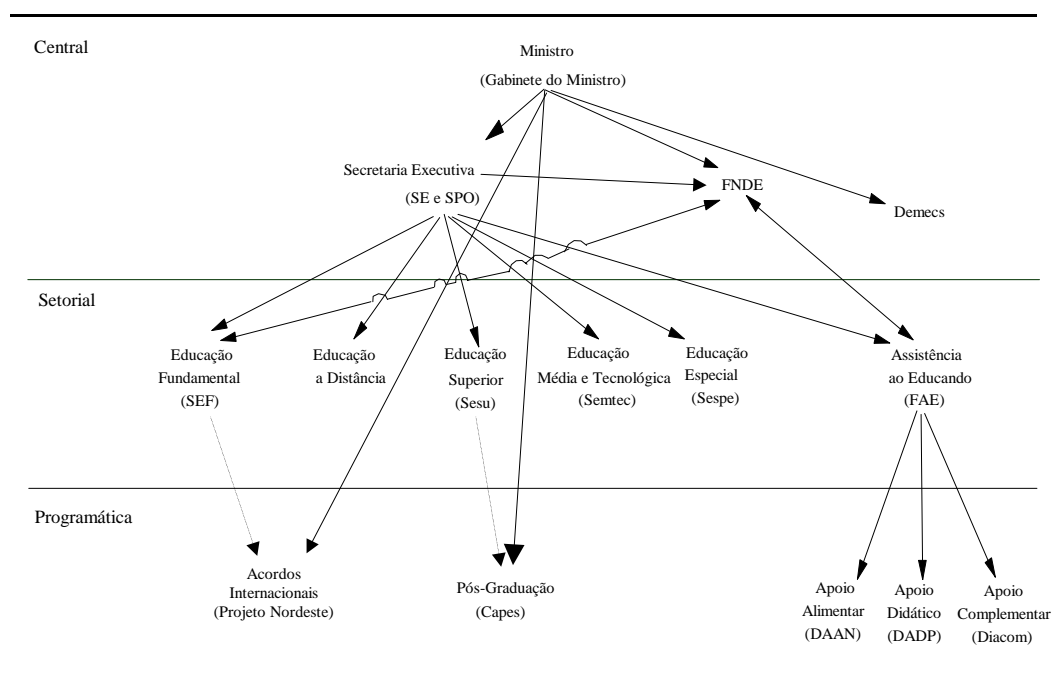 Central
Ministro
(Gabinete do Ministro)
Secretaria Executiva
(SE e SPO)
FNDE
Demecs
Setorial
Educação
Fundamental
(SEF)
Educação
a Distância
Educação
Superior
(Sesu)
Educação
Média e Tecnológica
(Semtec)
Educação
Especial
(Sespe)
Assistência
ao Educando
(FAE)
Programática
Acordos
Internacionais
(Projeto Nordeste)
Pós-Graduação
(Capes)
Apoio
Alimentar
(DAAN)
Apoio
Didático
(DADP)
Apoio
Complementar
(Diacom)